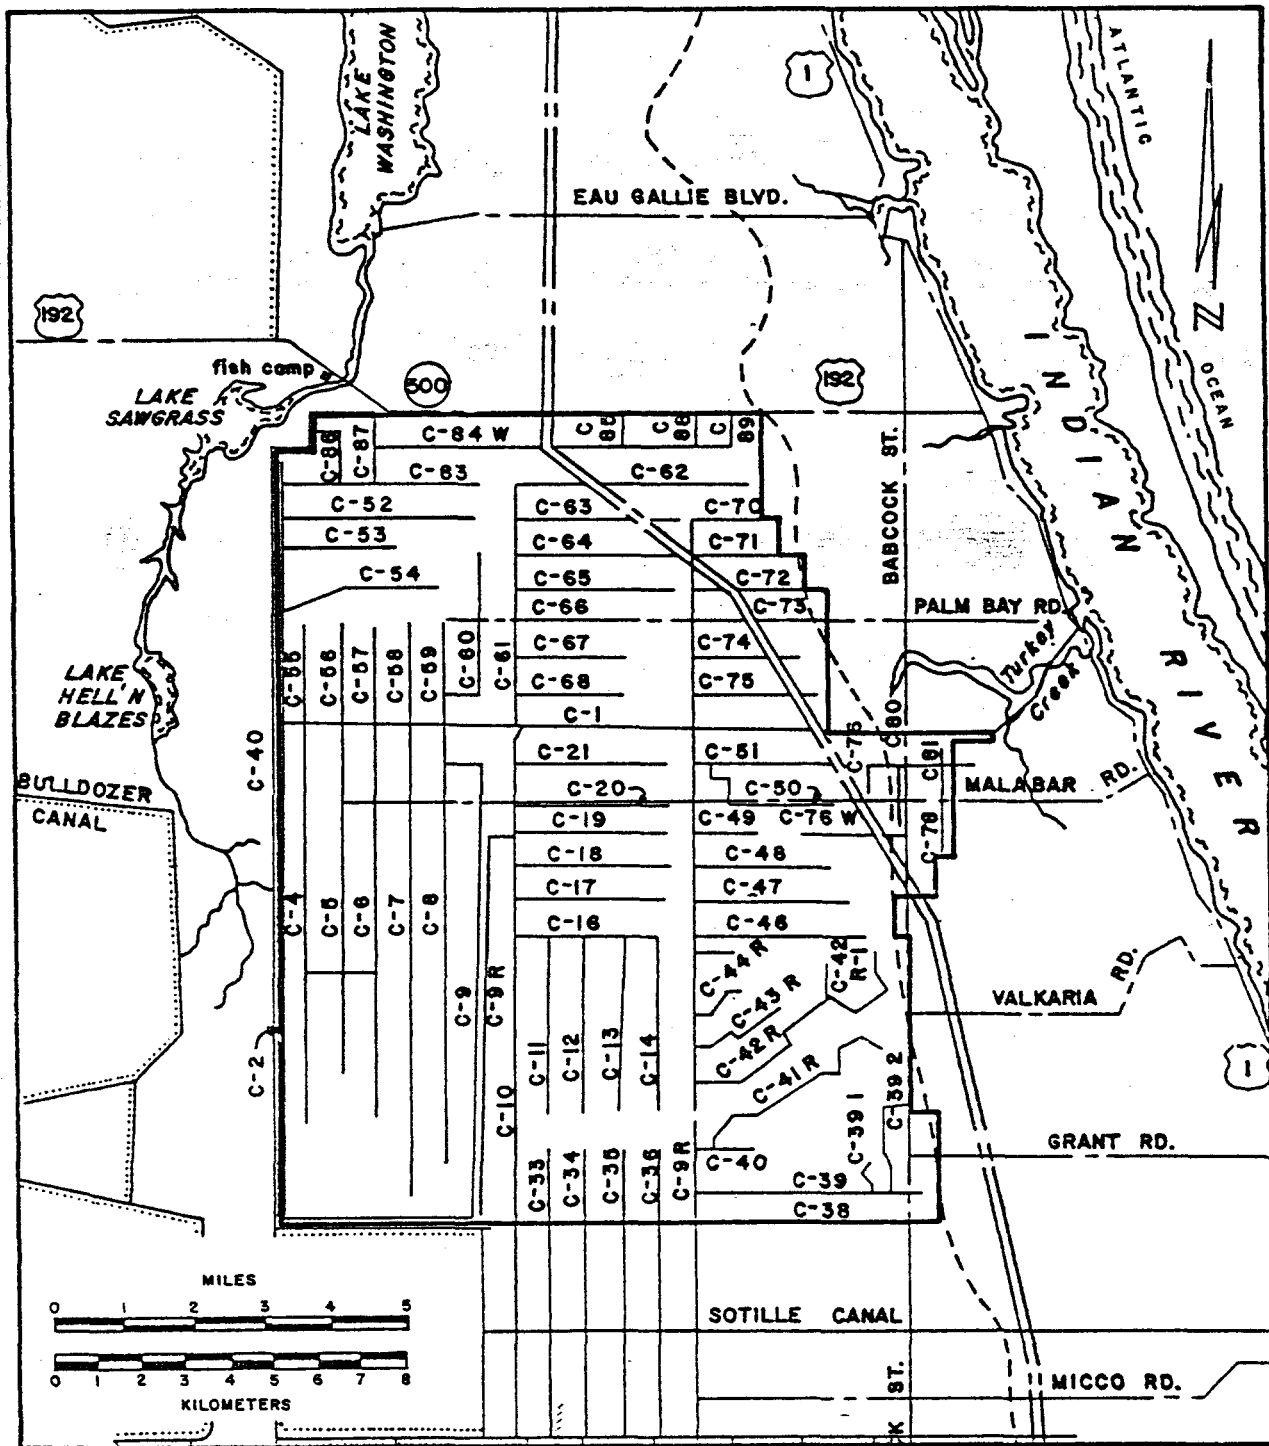 LAKE
WASHINGTON
1
ATLANTIC
OCEAN
EAU GALLIE BLVD.
N
192
fish camp
500
192
LAKE
SAWGRASS
INDIAN RIVER
BABCOCK ST.
C-86
C-87
C-84 W
C
85
C
88
C
89
C-83
C-62
C-52
C-63
C-70
C-53
C-64
C-71
C-54
C-65
C-72
C-66
C-73
PALM BAY RD.
C-55
C-56
C-57
C-58
C-59
C-60
C-61
C-67
C-74
Turkey
Creek
LAKE
HELL'N
BLAZES
C-68
C-75
C-1
C-40
C-21
C-51
C-80
C-81
BULLDOZER
CANAL
C-20
C-50
MALABAR RD.
C-19
C-49
C-76 W
C-78
C-18
C-48
C-17
C-47
C-4
C-5
C-6
C-7
C-8
C-16
C-46
C-9
C-9R
C-44 R
C-42
R-1
C-43 R
VALKARIA RD.
C-2
C-10
C-11
C-12
C-13
C-14
C-42 R
C-41 R
1
C-39 1
C-39 2
GRANT RD.
C-33
C-34
C-35
C-36
C-9R
C-40
C-39
C-38
MILES
0 1 2 3 4 5
SOTILLE CANAL
0 1 2 3 4 5 6 7 8
KILOMETERS
K ST.
MICCO RD.